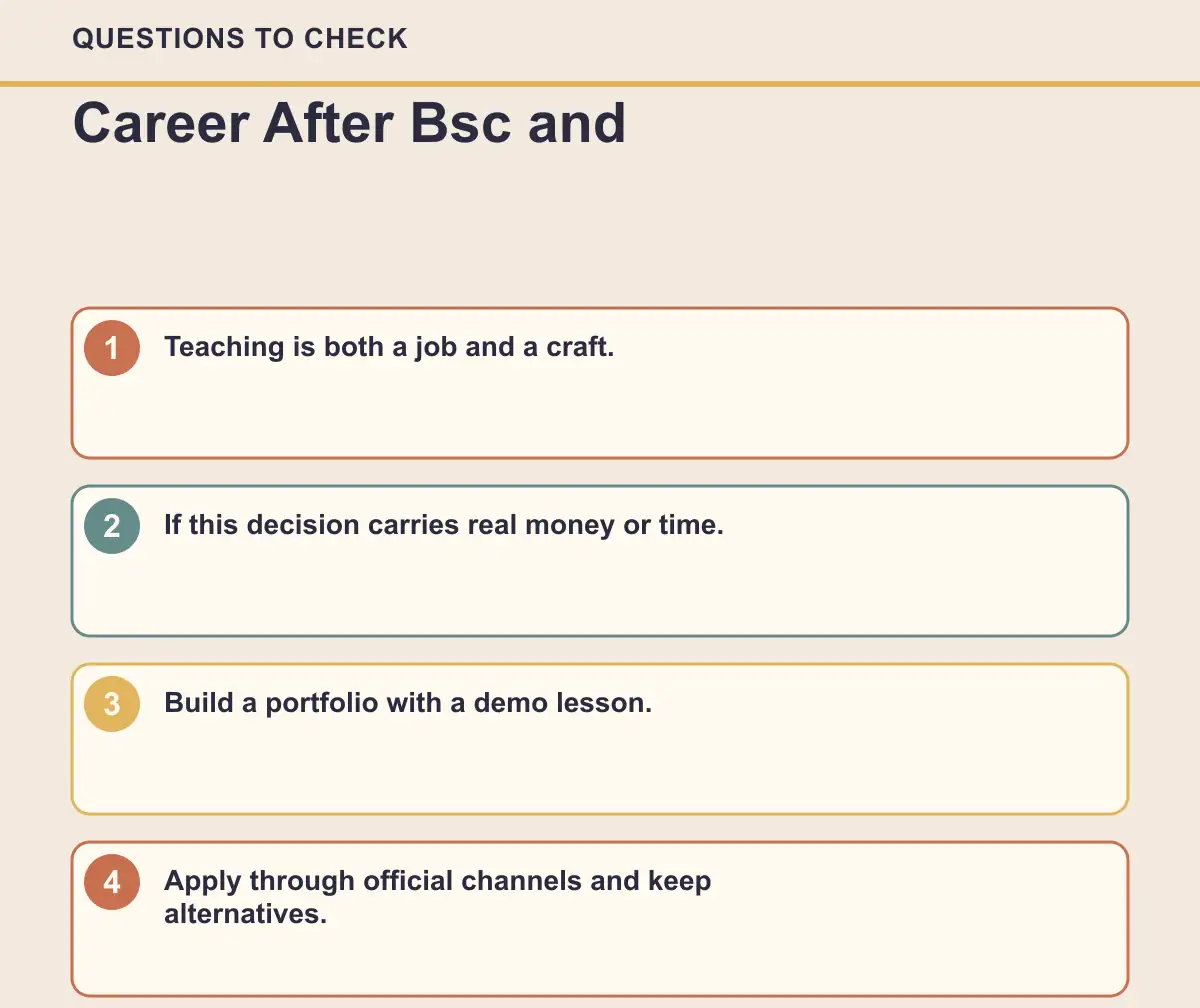 QUESTIONS TO CHECK
Career After Bsc and
1
Teaching is both a job and a craft.
2
If this decision carries real money or time.
3
Build a portfolio with a demo lesson.
4
Apply through official channels and keep
alternatives.